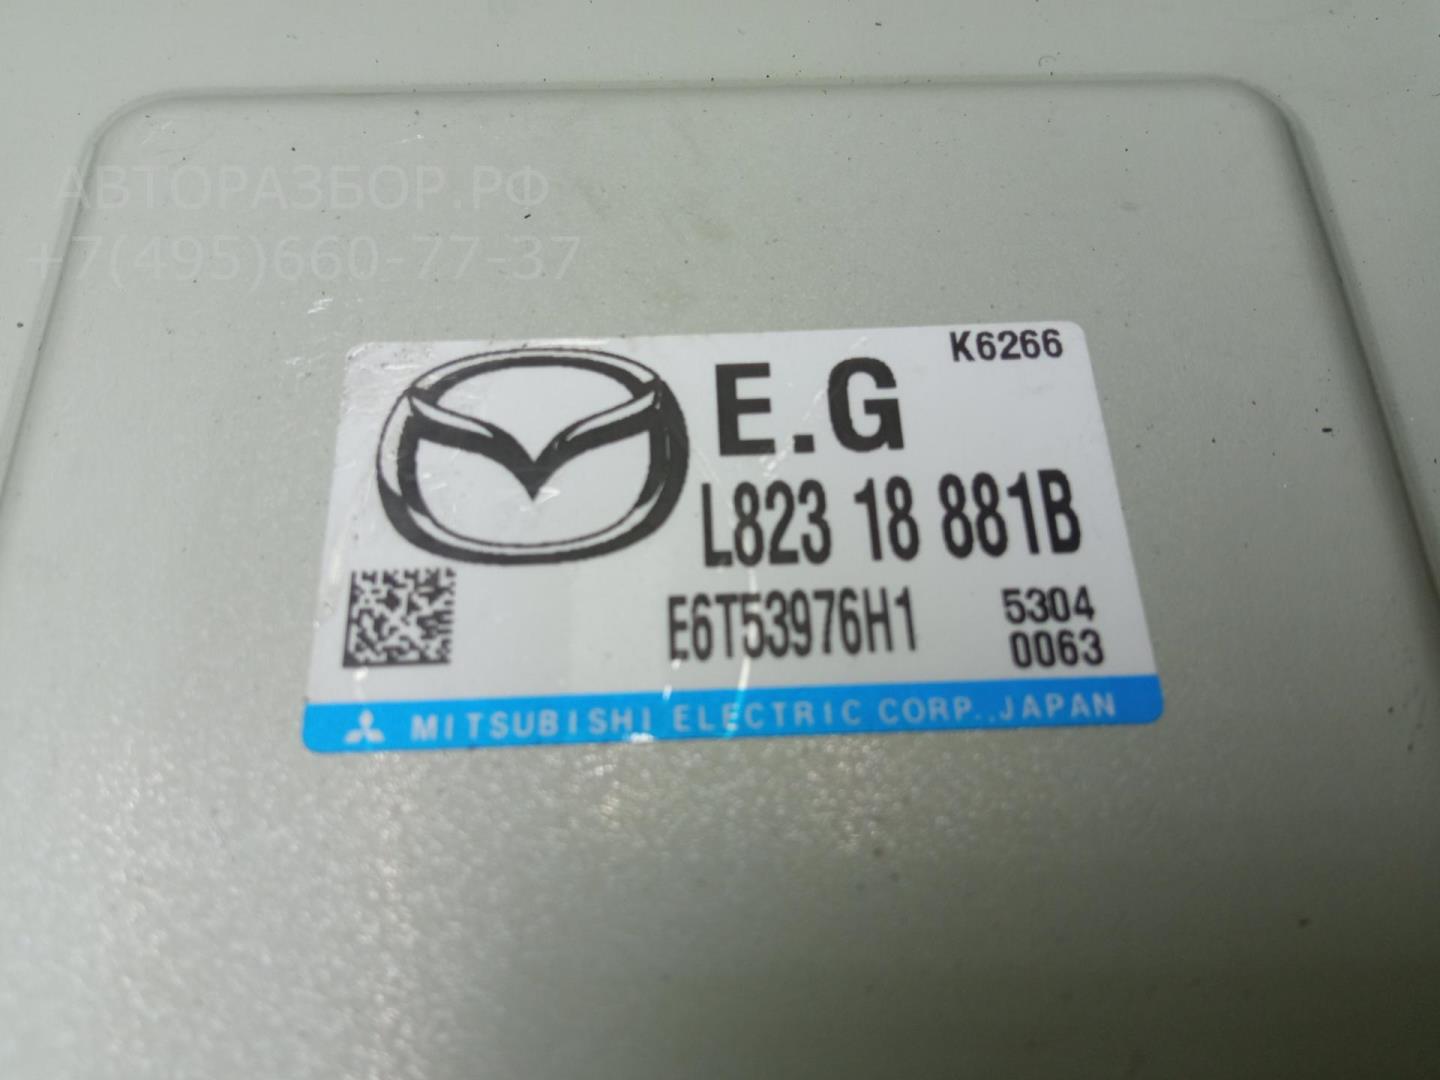 АВТОРАЗБОР.РФ
+7(495)660-77-37
K6266
E.G
L823 18 881B
E6T53976H1 5304
0063
MITSUBISHI ELECTRIC CORP., JAPAN